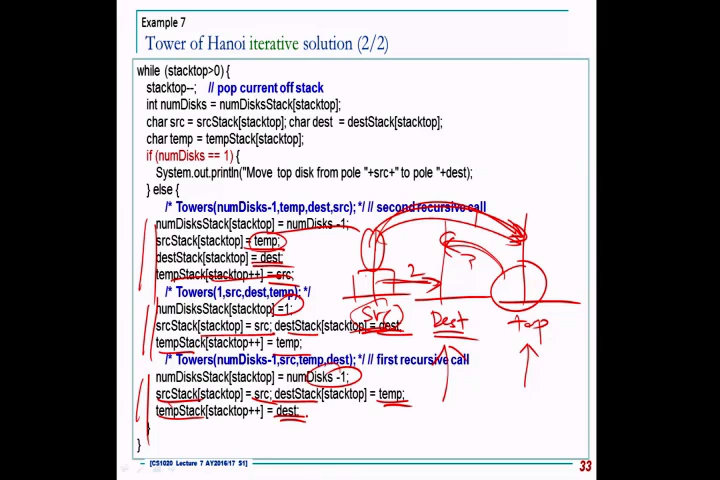 Example 7
Tower of Hanoi iterative solution (2/2)
while (stacktop>0) {
stacktop--; // pop current off stack
int numDisks = numDisksStack[stacktop];
char src = srcStack[stacktop]; char dest = destStack[stacktop];
char temp = tempStack[stacktop];
if (numDisks == 1) {
System.out.println("Move top disk from pole "+src+" to pole "+dest);
} else {
/* Towers(numDisks-1,temp,dest,src); */ // second recursive call
numDisksStack[stacktop] = numDisks -1;
srcStack[stacktop] = temp;
destStack[stacktop] = dest;
tempStack[stacktop++] = src;
/* Towers(1,src,dest,temp); */
numDisksStack[stacktop] =1;
srcStack[stacktop] = src; destStack[stacktop] = dest;
tempStack[stacktop++] = temp;
/* Towers(numDisks-1,src,temp,dest); */ // first recursive call
numDisksStack[stacktop] = numDisks -1;
srcStack[stacktop] = src; destStack[stacktop] = temp;
tempStack[stacktop++] = dest;
}
}
1
2
Src
Dest
[CS1020 Lecture 7 AY2016/17 S1]
33